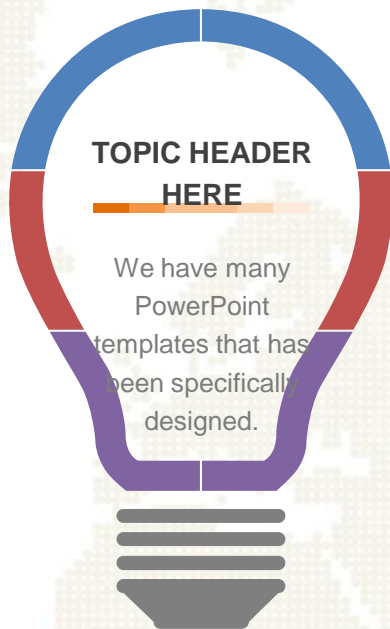 TOPIC HEADER
HERE
We have many
PowerPoint
templates that has
been specifically
designed.